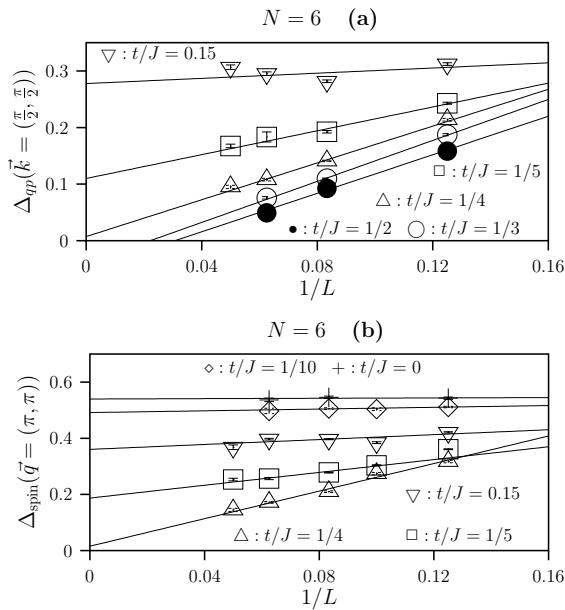 N = 6 (a)
▽ : t/J = 0.15
0.3
0.2
0.1
0
□ : t/J = 1/5
△ : t/J = 1/4
● : t/J = 1/2 ○ : t/J = 1/3
0 0.04 0.08 0.12 0.16
1/L
Δqp(k⃗ = (π/2, π/2))
N = 6 (b)
◇ : t/J = 1/10 + : t/J = 0
0.6
0.4
0.2
0
▽ : t/J = 0.15
△ : t/J = 1/4 □ : t/J = 1/5
0 0.04 0.08 0.12 0.16
1/L
Δspin(q⃗ = (π, π))